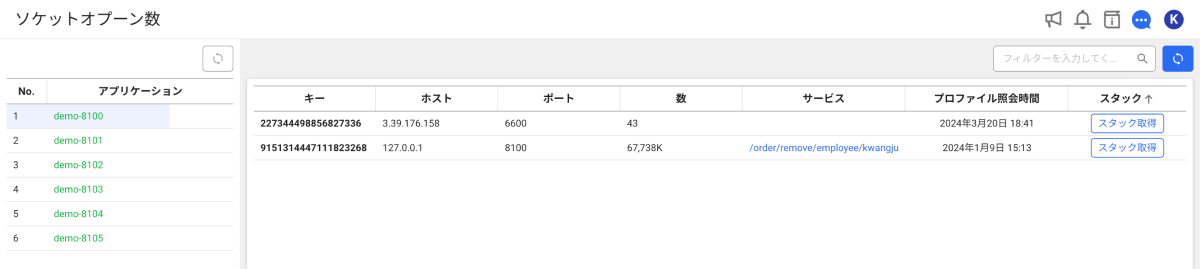 ソケットオプーン数
K
フィルターを入力してく...
No. アプリケーション
1 demo-8100
2 demo-8101
3 demo-8102
4 demo-8103
5 demo-8104
6 demo-8105
キー ホスト ポート 数 サービス プロファイル照会時間 スタック
227344498856827336 3.39.176.158 6600 43 2024年3月20日 18:41 スタック取得
9151314447111823268 127.0.0.1 8100 67,738K /order/remove/employee/kwangju 2024年1月9日 15:13 スタック取得